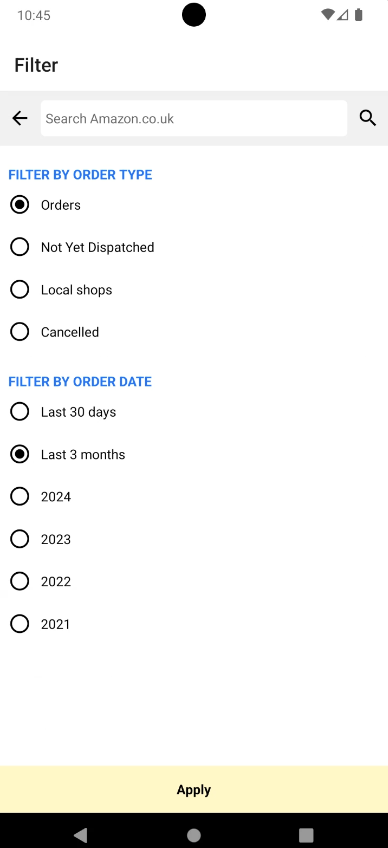 10:45
Filter
Search Amazon.co.uk
FILTER BY ORDER TYPE
Orders
Not Yet Dispatched
Local shops
Cancelled
FILTER BY ORDER DATE
Last 30 days
Last 3 months
2024
2023
2022
2021
Apply